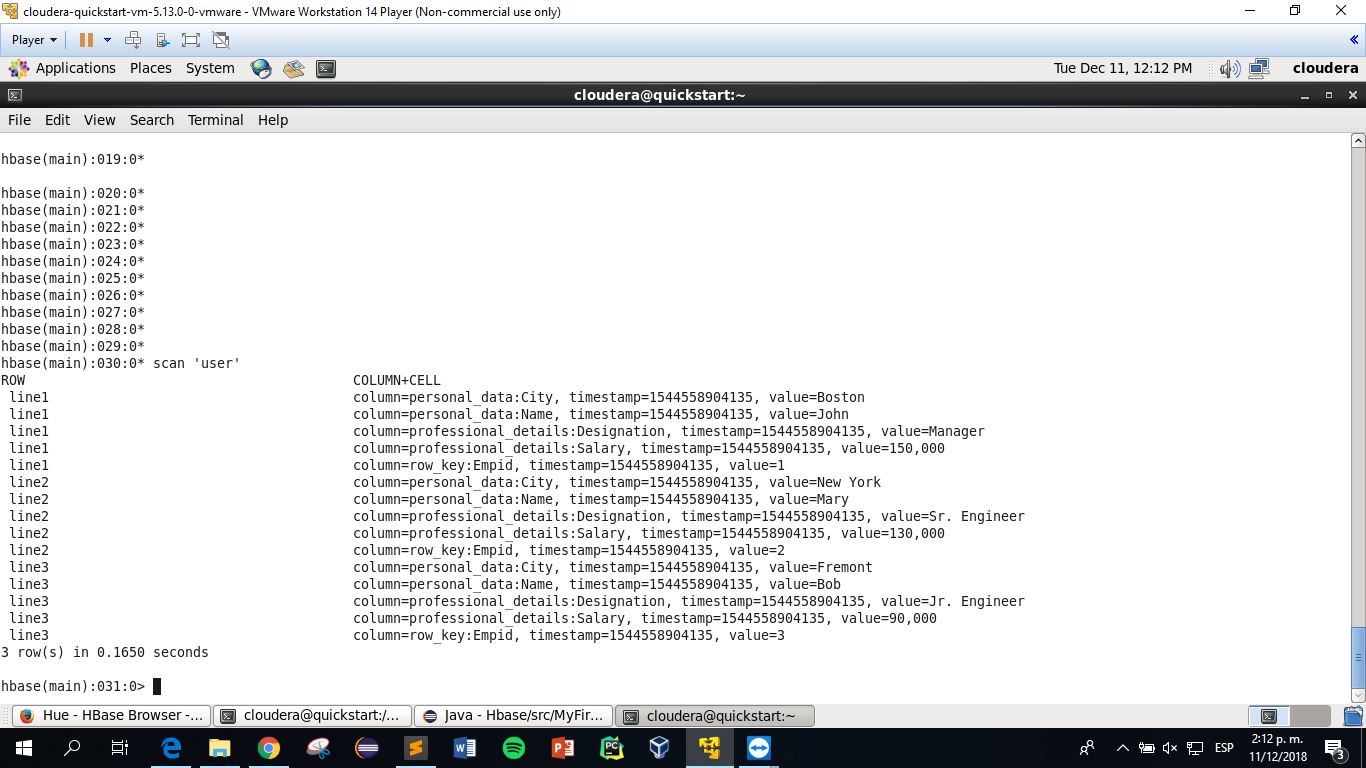 cloudera-quickstart-vm-5.13.0-0-vmware - VMware Workstation 14 Player (Non-commercial use only)
Player
Applications Places System Tue Dec 11, 12:12 PM cloudera
cloudera@quickstart:~
File Edit View Search Terminal Help
hbase(main):019:0*
hbase(main):020:0*
hbase(main):021:0*
hbase(main):022:0*
hbase(main):023:0*
hbase(main):024:0*
hbase(main):025:0*
hbase(main):026:0*
hbase(main):027:0*
hbase(main):028:0*
hbase(main):029:0*
hbase(main):030:0* scan 'user'
ROW COLUMN+CELL
line1 column=personal_data:City, timestamp=1544558904135, value=Boston
line1 column=personal_data:Name, timestamp=1544558904135, value=John
line1 column=professional_details:Designation, timestamp=1544558904135, value=Manager
line1 column=professional_details:Salary, timestamp=1544558904135, value=150,000
line1 column=row_key:Empid, timestamp=1544558904135, value=1
line2 column=personal_data:City, timestamp=1544558904135, value=New York
line2 column=personal_data:Name, timestamp=1544558904135, value=Mary
line2 column=professional_details:Designation, timestamp=1544558904135, value=Sr. Engineer
line2 column=professional_details:Salary, timestamp=1544558904135, value=130,000
line2 column=row_key:Empid, timestamp=1544558904135, value=2
line3 column=personal_data:City, timestamp=1544558904135, value=Fremont
line3 column=personal_data:Name, timestamp=1544558904135, value=Bob
line3 column=professional_details:Designation, timestamp=1544558904135, value=Jr. Engineer
line3 column=professional_details:Salary, timestamp=1544558904135, value=90,000
line3 column=row_key:Empid, timestamp=1544558904135, value=3
3 row(s) in 0.1650 seconds
hbase(main):031:0>
Hue - HBase Browser -... cloudera@quickstart:/... Java - Hbase/src/MyFir... cloudera@quickstart:~
ESP 2:12 p. m.
11/12/2018 3